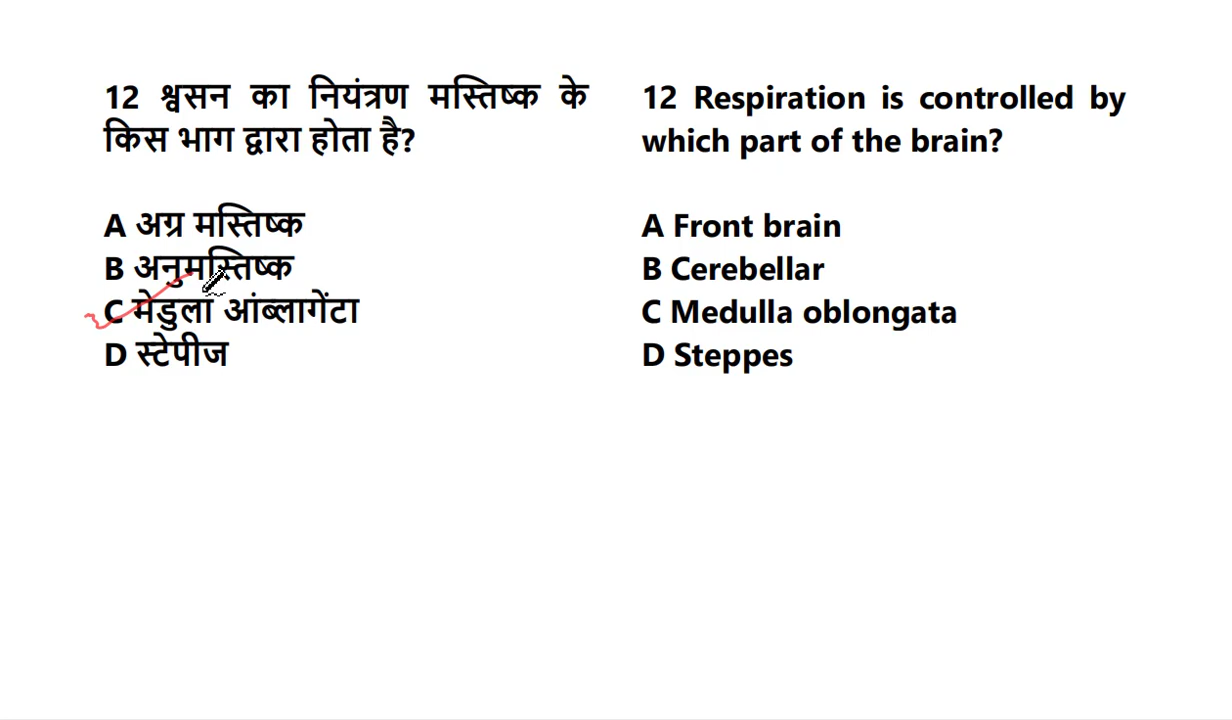 12 श्वसन का नियंत्रण मस्तिष्क के
किस भाग द्वारा होता है?
A अग्र मस्तिष्क
B अनुमस्तिष्क
C मेडुला आंब्लागेंटा
D स्टेपीज
12 Respiration is controlled by
which part of the brain?
A Front brain
B Cerebellar
C Medulla oblongata
D Steppes